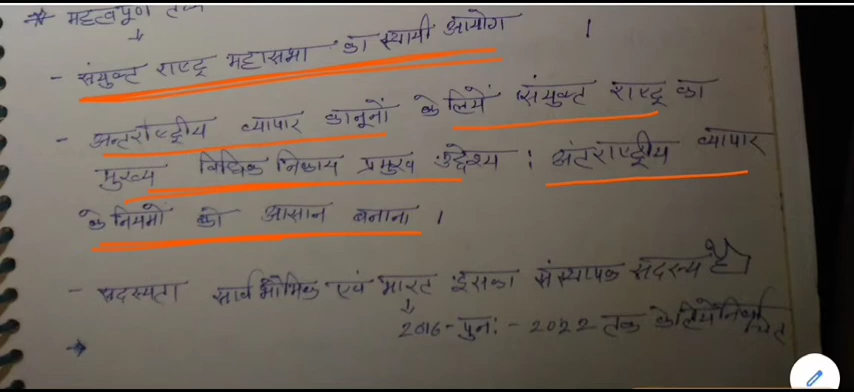 * महत्वपूर्ण तथ्य
- संयुक्त राष्ट्र महासभा का स्थायी आयोग ।
- अन्तर्राष्ट्रीय व्यापार कानूनों के लियें संयुक्त राष्ट्र का
मुख्य विधिक निकाय प्रमुख उद्देश्य : अंतराष्ट्रीय व्यापार
के नियमों को आसान बनाना ।
- सदस्यता सार्वभौमिक एवं भारत इसका संस्थापक सदस्य है
↓ 2016 - पुन: - 2022 तक के लिये निर्वाचित
→